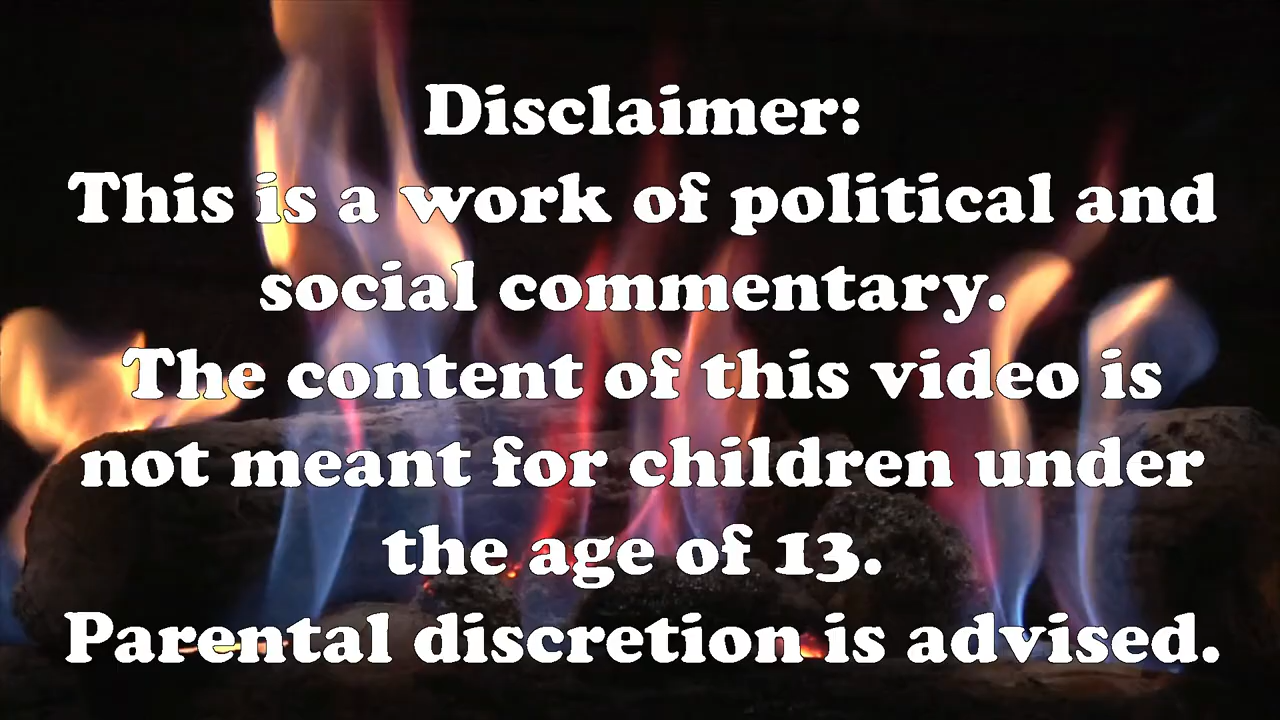 Disclaimer:
This is a work of political and
social commentary.
The content of this video is
not meant for children under
the age of 13.
Parental discretion is advised.